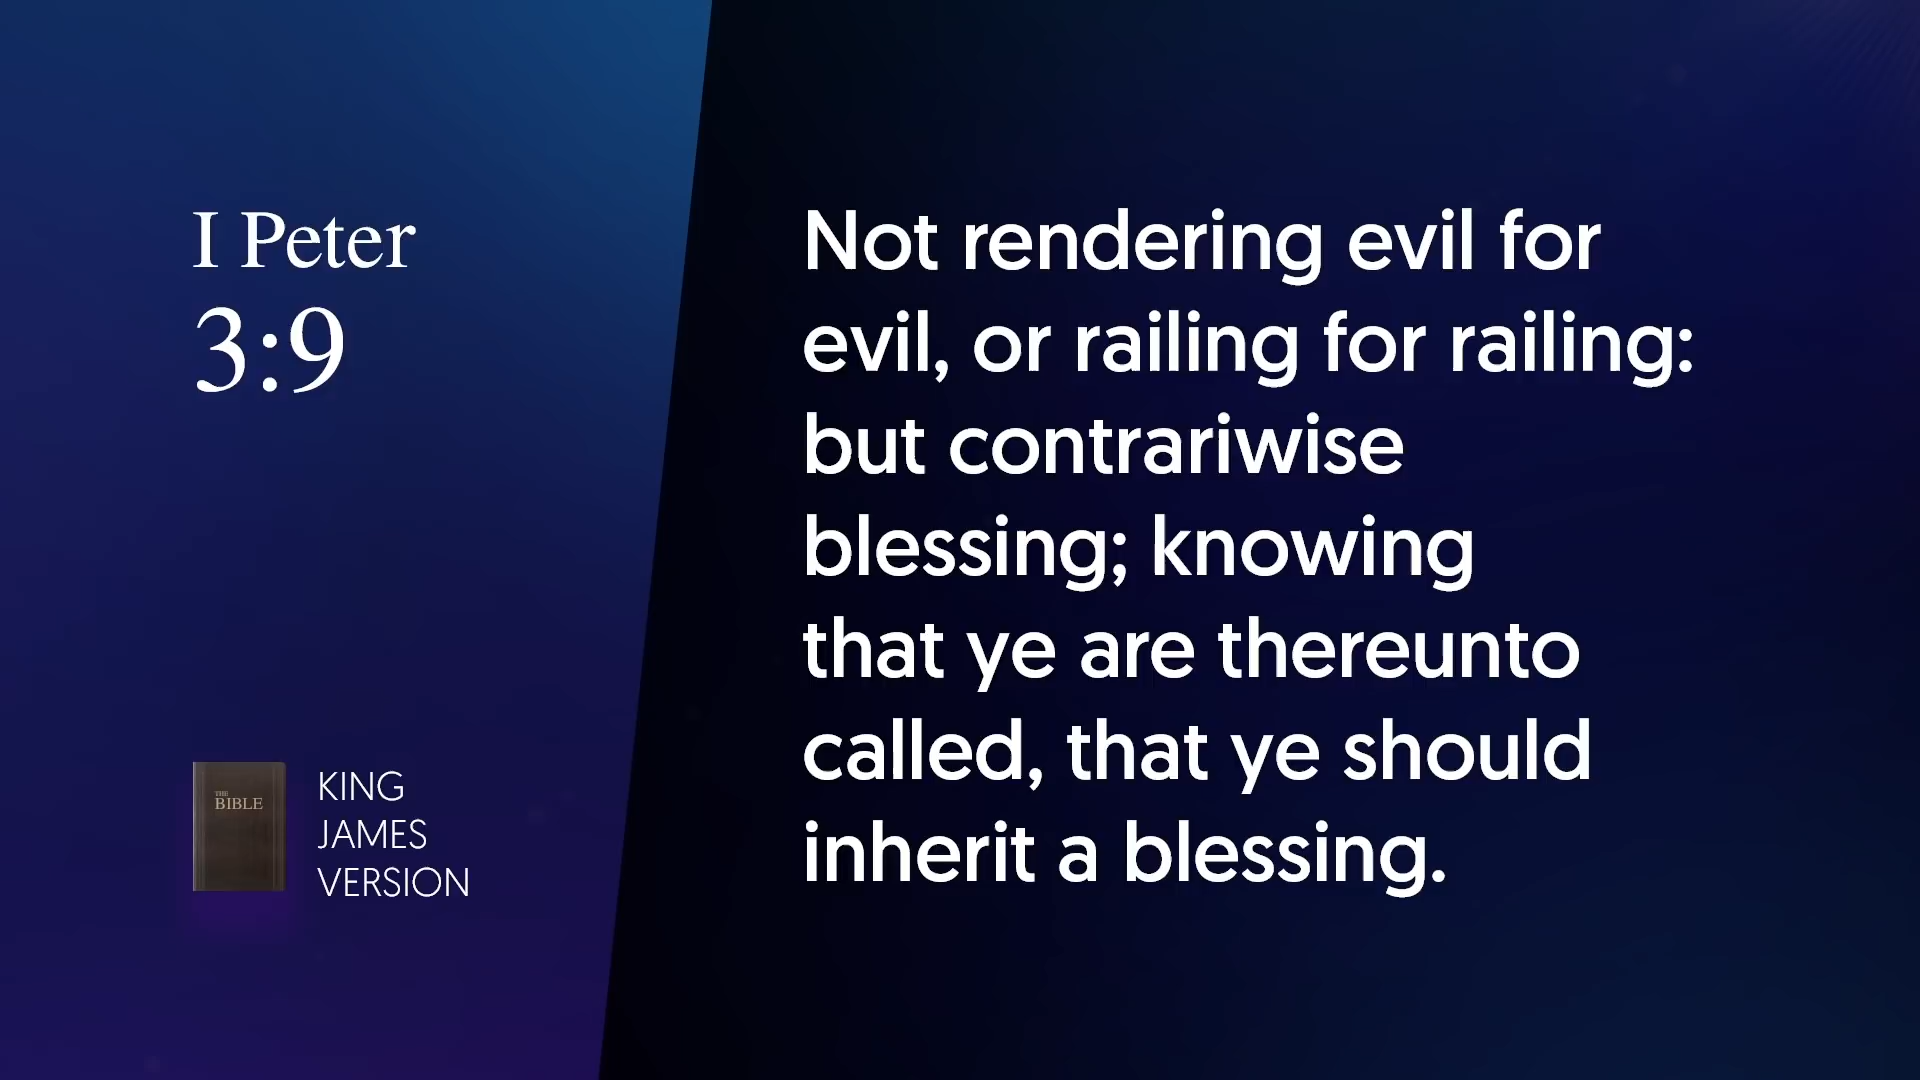 I Peter
3:9
THE
BIBLE
KING
JAMES
VERSION
Not rendering evil for
evil, or railing for railing:
but contrariwise
blessing; knowing
that ye are thereunto
called, that ye should
inherit a blessing.